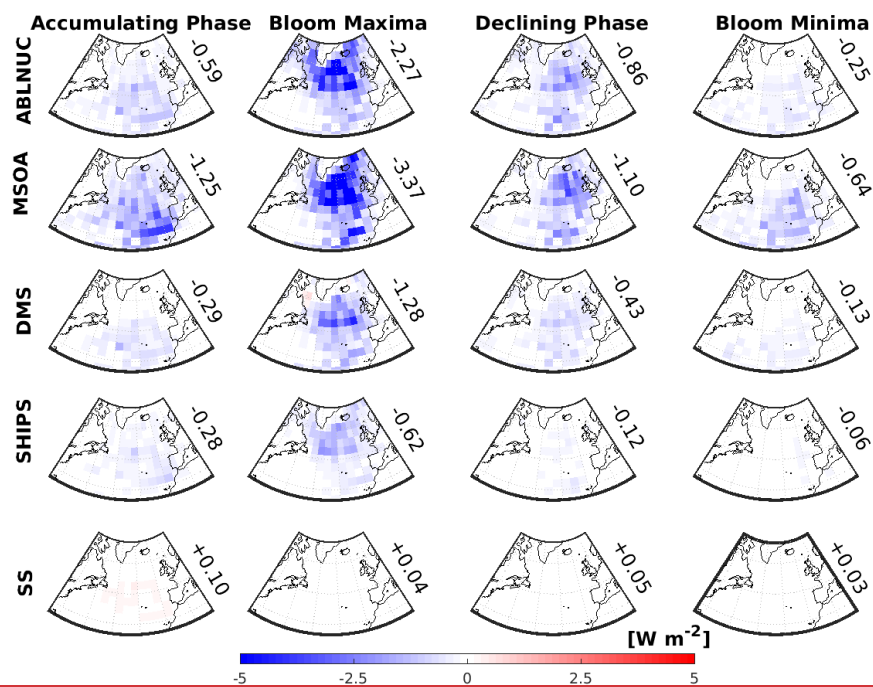 Accumulating Phase Bloom Maxima Declining Phase Bloom Minima
ABLNUC -0.59 -2.27 -0.86 -0.25
MSOA -1.25 -3.37 -1.10 -0.64
DMS -0.29 -1.28 -0.43 -0.13
SHIPS -0.28 -0.62 -0.12 -0.06
SS +0.10 +0.04 +0.05 +0.03
[W m⁻²]
-5 -2.5 0 2.5 5